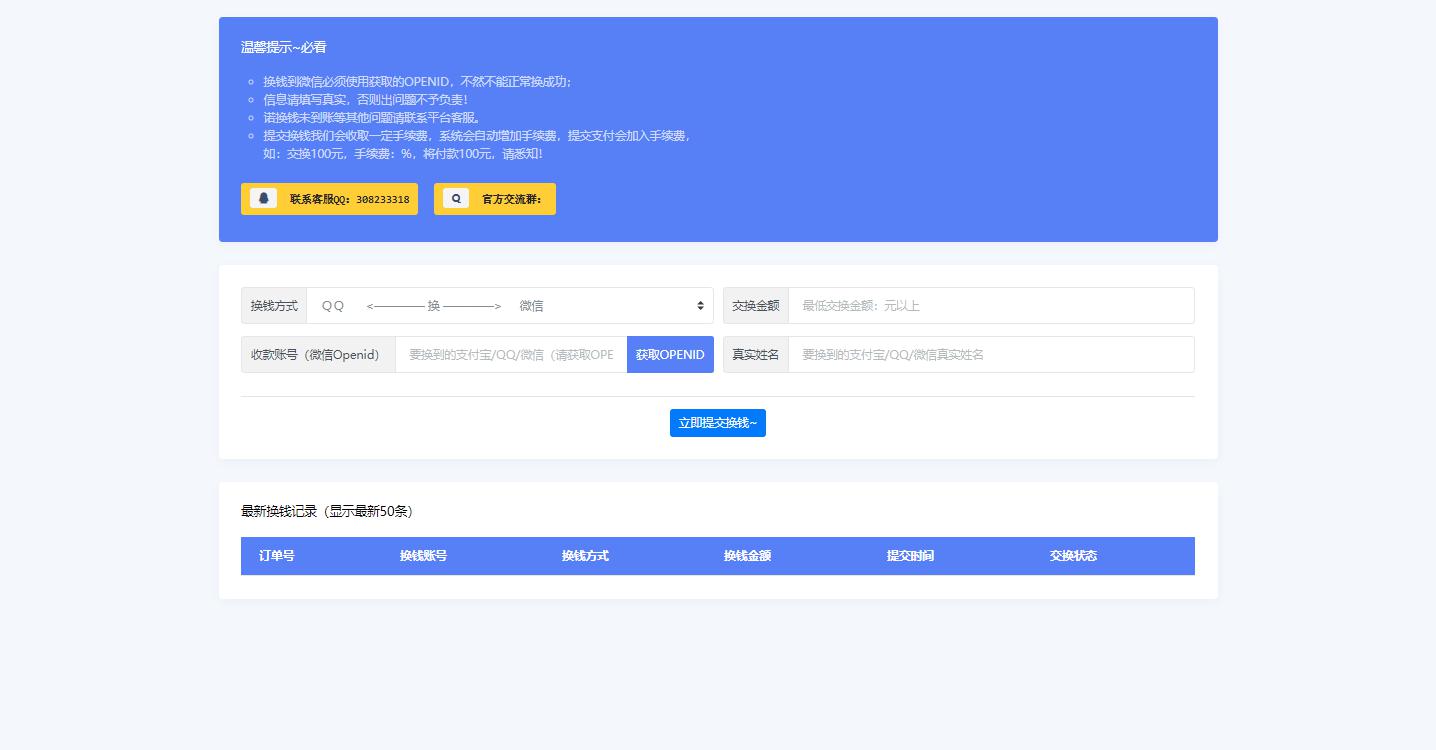 温馨提示~必看
换钱到微信必须使用获取的OPENID，不然不能正常换成功；
信息请填写真实，否则出问题不予负责！
诺换钱未到账等其他问题请联系平台客服。
提交换钱我们会收取一定手续费，系统会自动增加手续费，提交支付会加入手续费，
如：交换100元，手续费：%，将付款100元，请悉知！
联系客服QQ：308233318 官方交流群：
换钱方式 ＱＱ <———— 换 ————> 微信 交换金额 最低交换金额：元以上
收款账号（微信Openid） 要换到的支付宝/QQ/微信（请获取OPE 获取OPENID 真实姓名 要换到的支付宝/QQ/微信真实姓名
立即提交换钱~
最新换钱记录（显示最新50条）
订单号 换钱账号 换钱方式 换钱金额 提交时间 交换状态